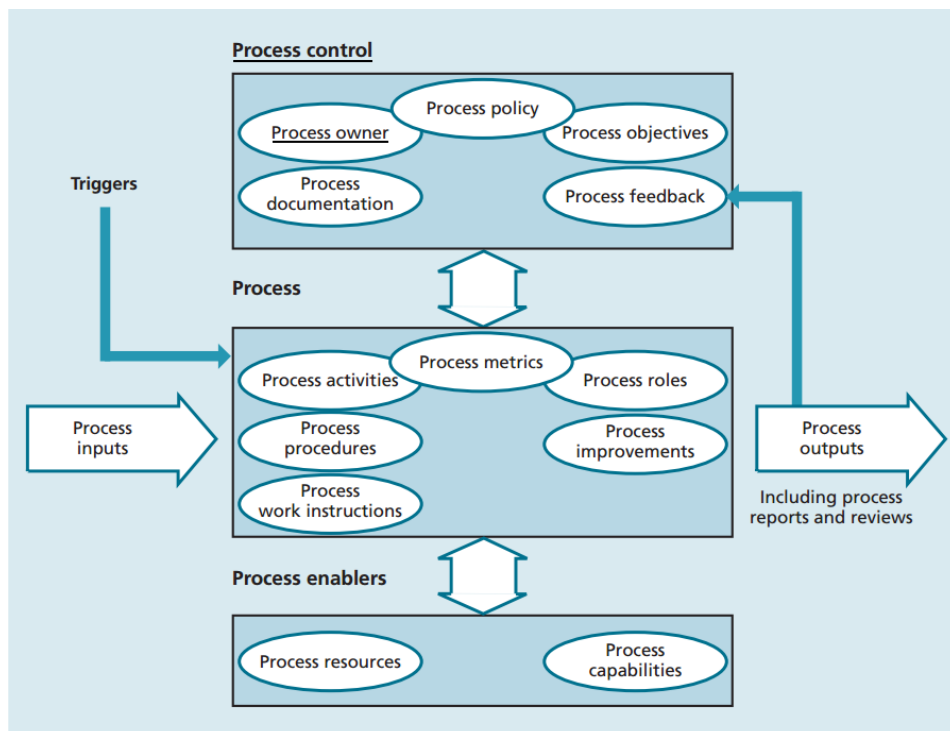 Process control
Process policy
Process owner
Process objectives
Process
documentation
Process feedback
Triggers
Process
Process metrics
Process activities
Process roles
Process
inputs
Process
procedures
Process
improvements
Process
outputs
Process
work instructions
Including process
reports and reviews
Process enablers
Process resources
Process
capabilities